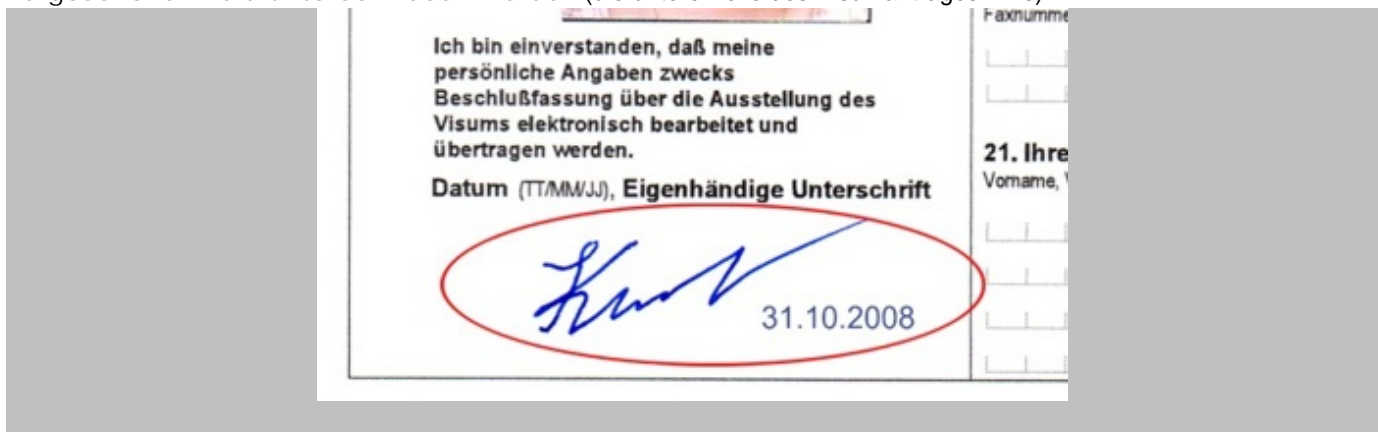 Faxnumme
Ich bin einverstanden, daß meine
persönliche Angaben zwecks
Beschlußfassung über die Ausstellung des
Visums elektronisch bearbeitet und
übertragen werden.
Datum (TT/MM/JJ), Eigenhändige Unterschrift
31.10.2008
21. Ihre
Vorname,